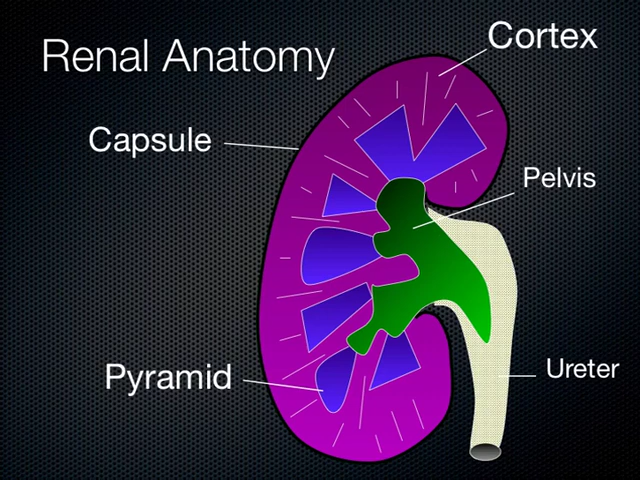 Renal Anatomy
Cortex
Capsule
Pelvis
Pyramid
Ureter